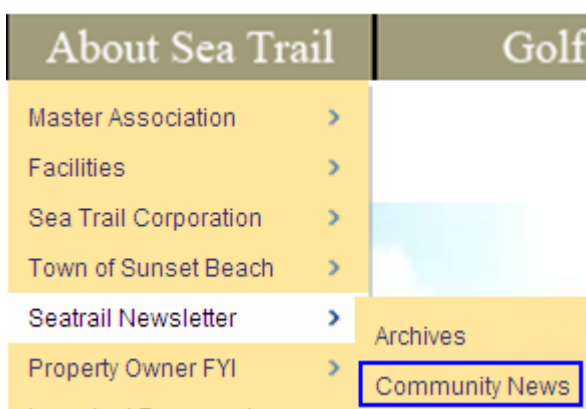 About Sea Trail
Golf
Master Association
Facilities
Sea Trail Corporation
Town of Sunset Beach
Seatrail Newsletter
Archives
Property Owner FYI
Community News